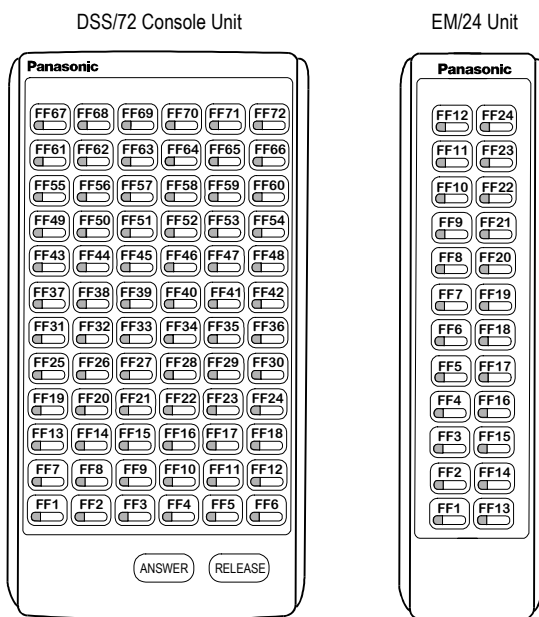 DSS/72 Console Unit
Panasonic
FF67 FF68 FF69 FF70 FF71 FF72
FF61 FF62 FF63 FF64 FF65 FF66
FF55 FF56 FF57 FF58 FF59 FF60
FF49 FF50 FF51 FF52 FF53 FF54
FF43 FF44 FF45 FF46 FF47 FF48
FF37 FF38 FF39 FF40 FF41 FF42
FF31 FF32 FF33 FF34 FF35 FF36
FF25 FF26 FF27 FF28 FF29 FF30
FF19 FF20 FF21 FF22 FF23 FF24
FF13 FF14 FF15 FF16 FF17 FF18
FF7 FF8 FF9 FF10 FF11 FF12
FF1 FF2 FF3 FF4 FF5 FF6
ANSWER RELEASE
EM/24 Unit
Panasonic
FF12 FF24
FF11 FF23
FF10 FF22
FF9 FF21
FF8 FF20
FF7 FF19
FF6 FF18
FF5 FF17
FF4 FF16
FF3 FF15
FF2 FF14
FF1 FF13